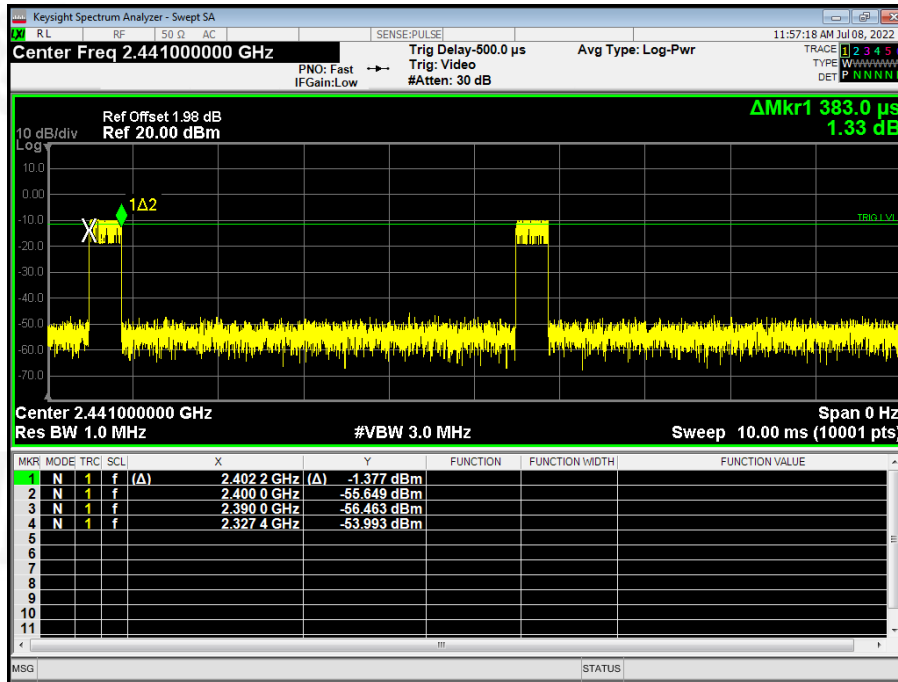 Keysight Spectrum Analyzer - Swept SA
LXI RL RF 50 Ω AC SENSE:PULSE 11:57:18 AM Jul 08, 2022
Center Freq 2.441000000 GHz Trig Delay-500.0 µs Avg Type: Log-Pwr TRACE 1 2 3 4 5
PNO: Fast Trig: Video TYPE WWWWWW
IFGain:Low #Atten: 30 dB DET P N N N N
ΔMkr1 383.0 µs
Ref Offset 1.98 dB
10 dB/div Ref 20.00 dBm 1.33 dB
Log
10.0
0.00
1Δ2
-10.0
TRIG LVL
-20.0
-30.0
-40.0
-50.0
-60.0
-70.0
Center 2.441000000 GHz Span 0 Hz
Res BW 1.0 MHz #VBW 3.0 MHz Sweep 10.00 ms (10001 pts)
MKR MODE TRC SCL X Y FUNCTION FUNCTION WIDTH FUNCTION VALUE
1 N 1 f (Δ) 2.402 2 GHz (Δ) -1.377 dBm
2 N 1 f 2.400 0 GHz -55.649 dBm
3 N 1 f 2.390 0 GHz -56.463 dBm
4 N 1 f 2.327 4 GHz -53.993 dBm
5
6
7
8
9
10
11
MSG STATUS